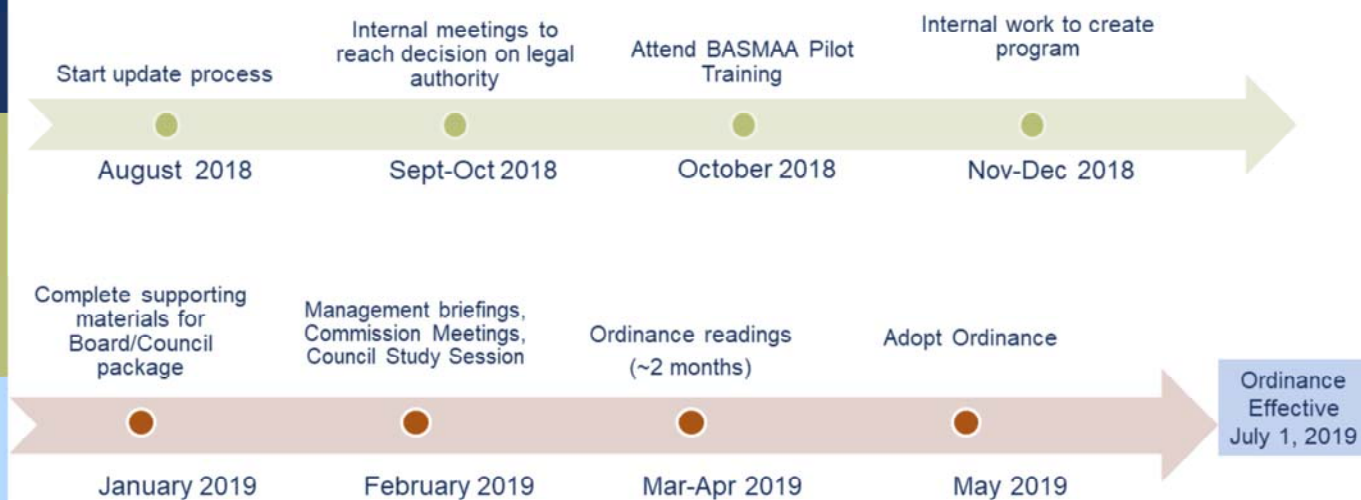 Start update process
Internal meetings to
reach decision on legal
authority
Attend BASMAA Pilot
Training
Internal work to create
program
August 2018
Sept-Oct 2018
October 2018
Nov-Dec 2018
Complete supporting
materials for
Board/Council
package
Management briefings,
Commission Meetings,
Council Study Session
Ordinance readings
(~2 months)
Adopt Ordinance
Ordinance
Effective
July 1, 2019
January 2019
February 2019
Mar-Apr 2019
May 2019